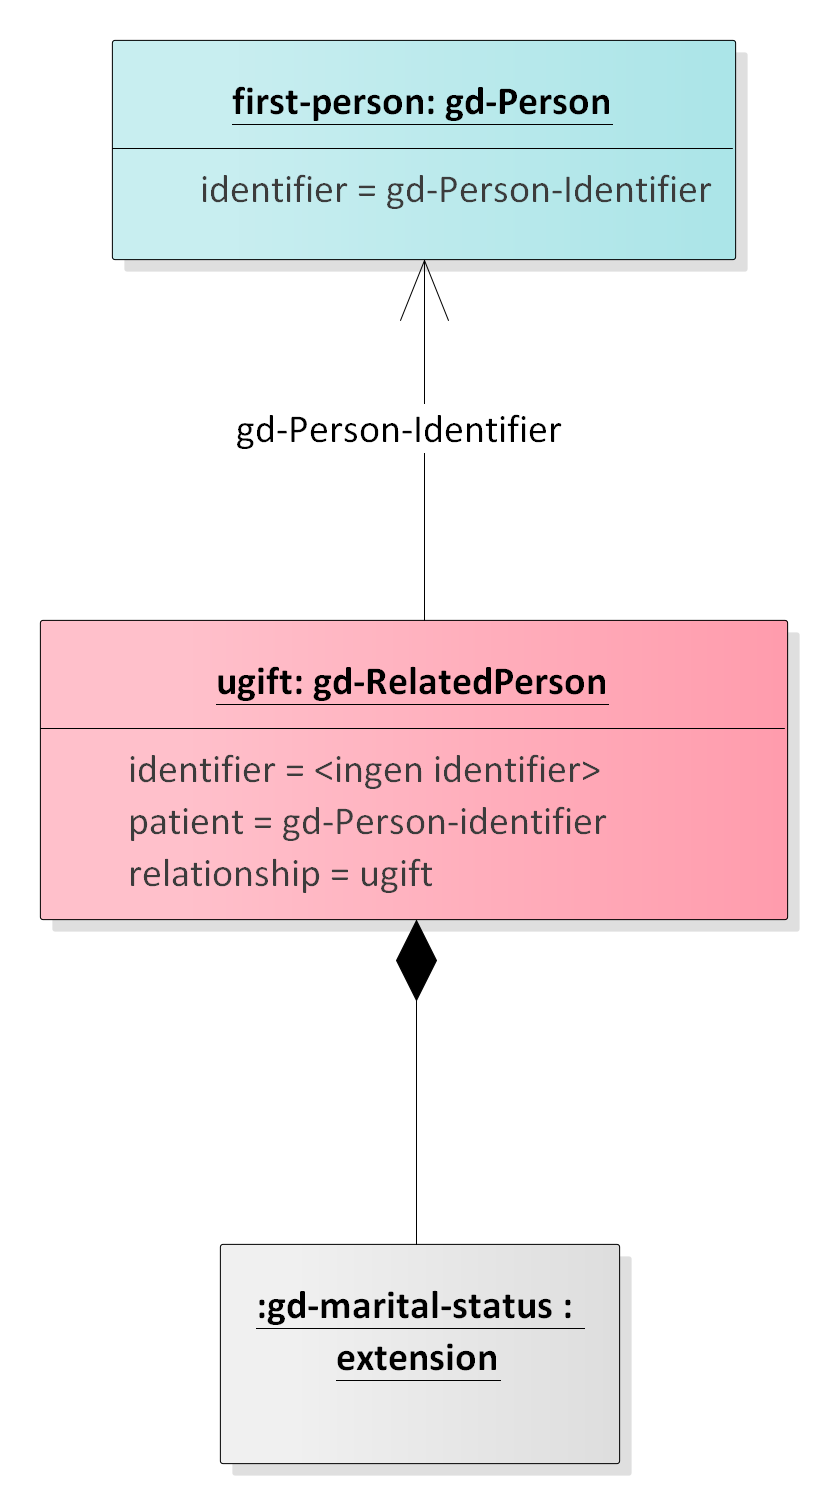 first-person: gd-Person
identifier = gd-Person-Identifier
gd-Person-Identifier
ugift: gd-RelatedPerson
identifier = <ingen identifier>
patient = gd-Person-identifier
relationship = ugift
:gd-marital-status :
extension